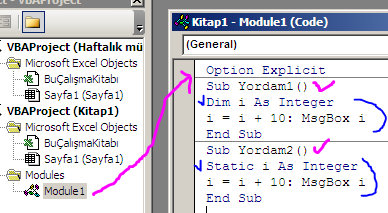 VBAProject (Haftalık mü
Microsoft Excel Objects
BuÇalışmaKitabı
Sayfa1 (Sayfa1)
VBAProject (Kitap1)
Microsoft Excel Objects
BuÇalışmaKitabı
Sayfa1 (Sayfa1)
Modules
Module1
Kitap1 - Module1 (Code)
(General)
Option Explicit
Sub Yordam1()
Dim i As Integer
i = i + 10: MsgBox i
End Sub
Sub Yordam2()
Static i As Integer
i = i + 10: MsgBox i
End Sub